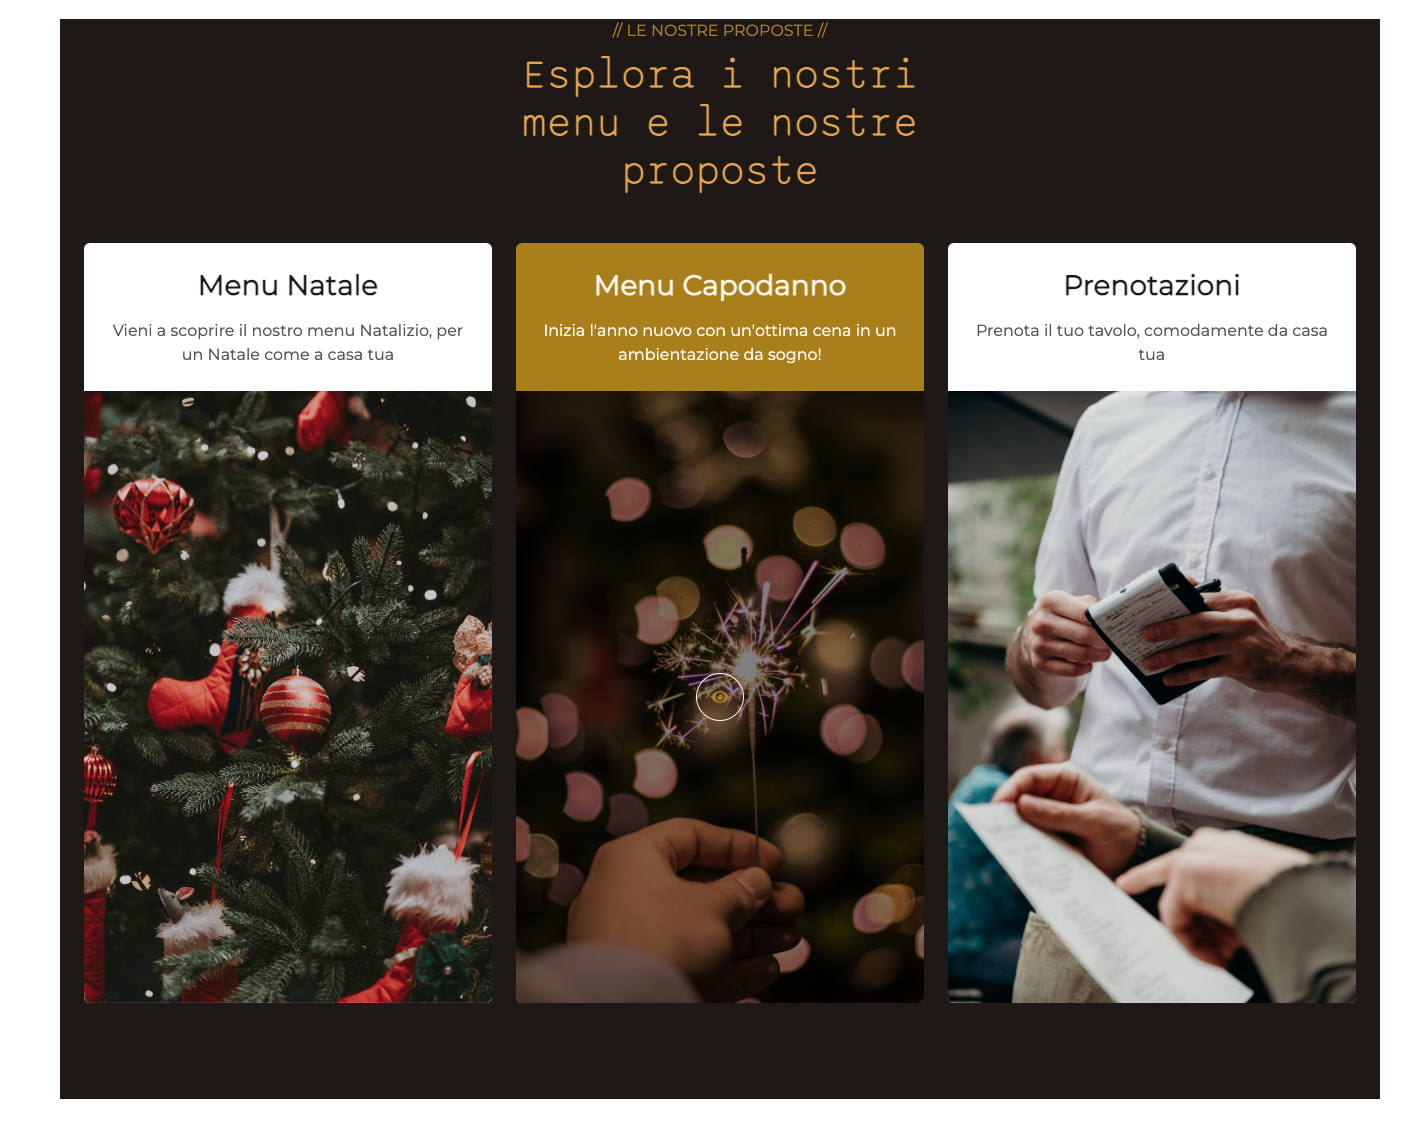 // LE NOSTRE PROPOSTE //
Esplora i nostri
menu e le nostre
proposte
Menu Natale
Vieni a scoprire il nostro menu Natalizio, per
un Natale come a casa tua
Menu Capodanno
Inizia l'anno nuovo con un'ottima cena in un
ambientazione da sogno!
Prenotazioni
Prenota il tuo tavolo, comodamente da casa
tua